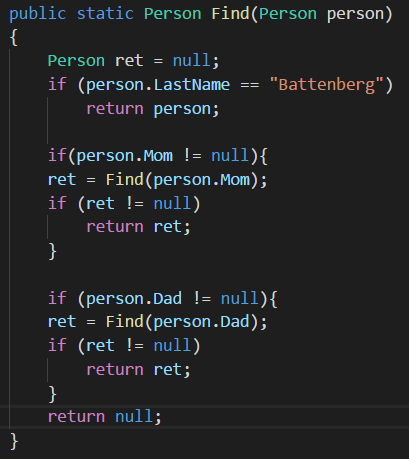 public static Person Find(Person person)
{
Person ret = null;
if (person.LastName == "Battenberg")
return person;
if(person.Mom != null){
ret = Find(person.Mom);
if (ret != null)
return ret;
}
if (person.Dad != null){
ret = Find(person.Dad);
if (ret != null)
return ret;
}
return null;
}